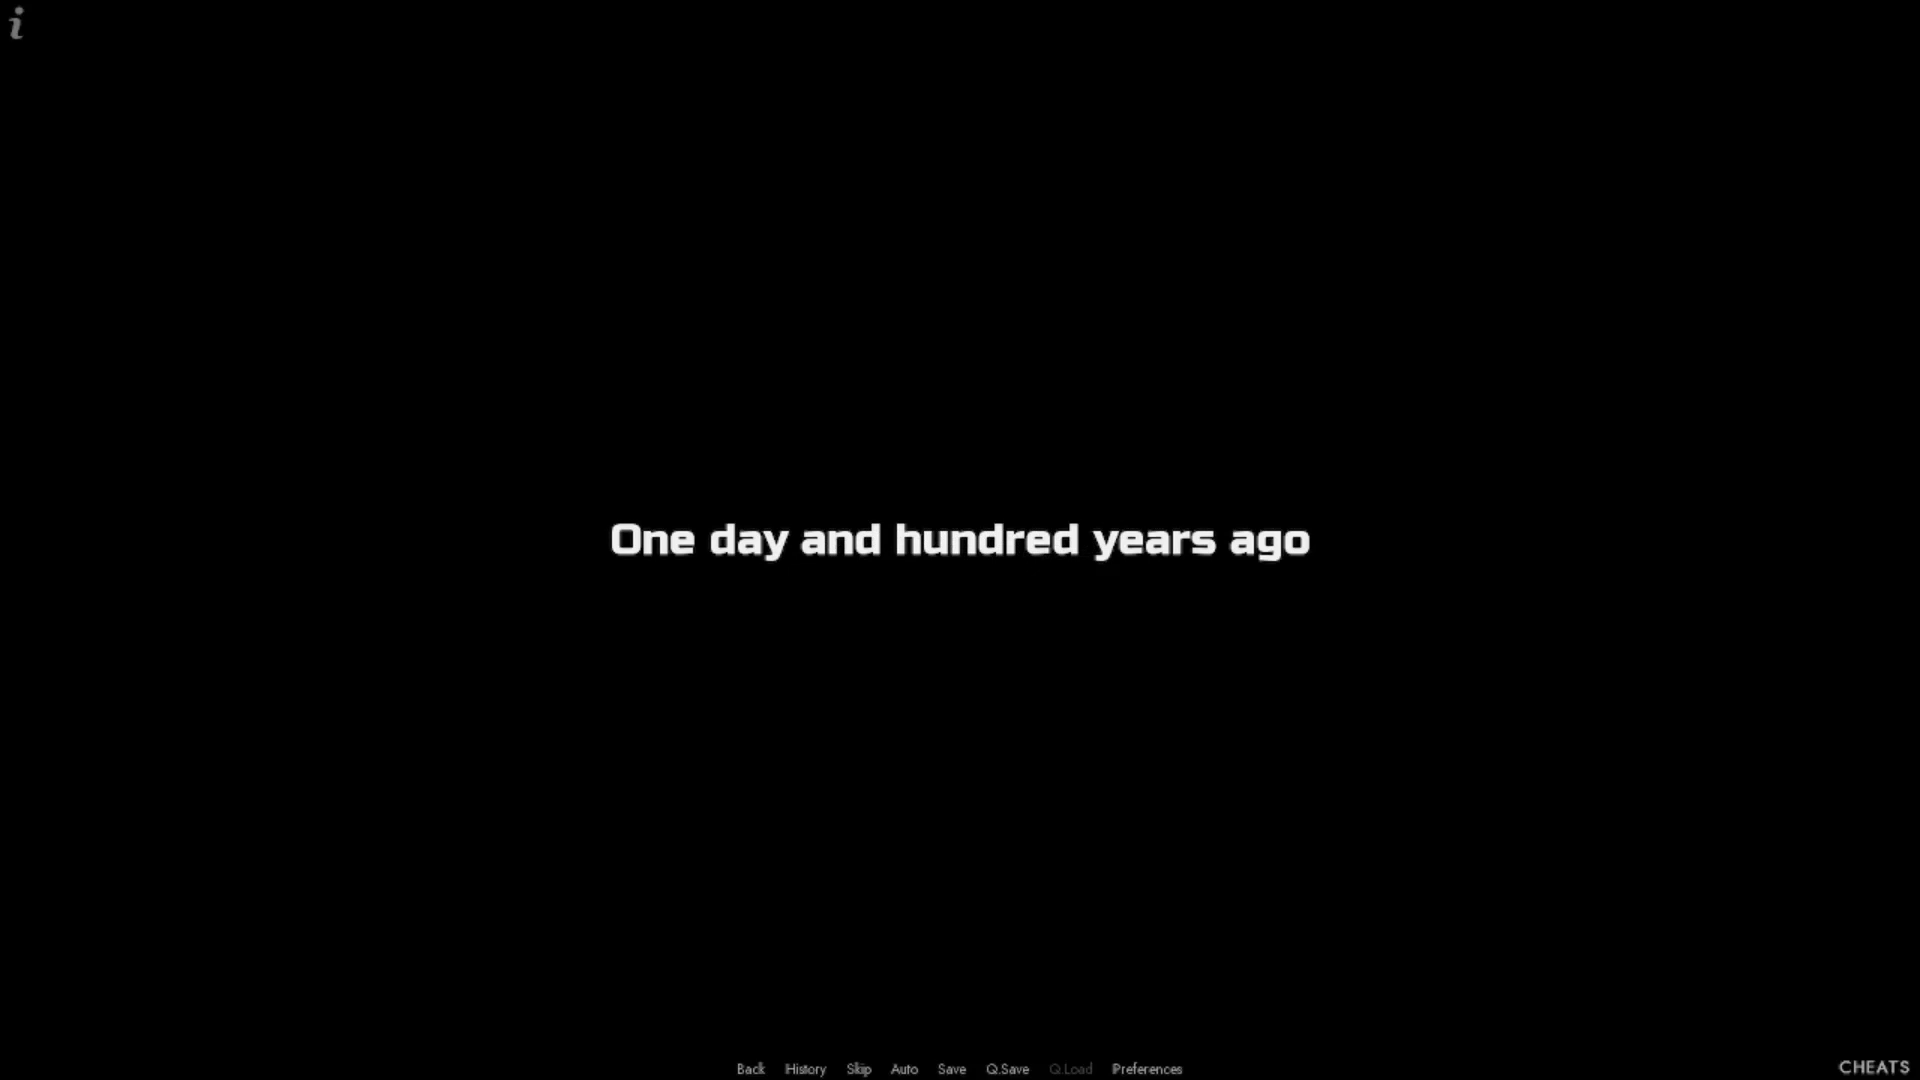 i
One day and hundred years ago
Back History Skip Auto Save Q.Save Q.Load Preferences
CHEATS